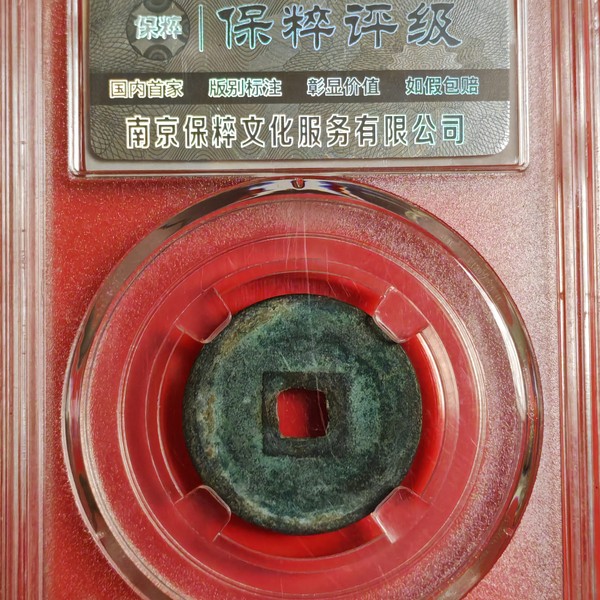 保粹 保粹评级
国内首家 版别标注 彰显价值 如假包赔
南京保粹文化服务有限公司